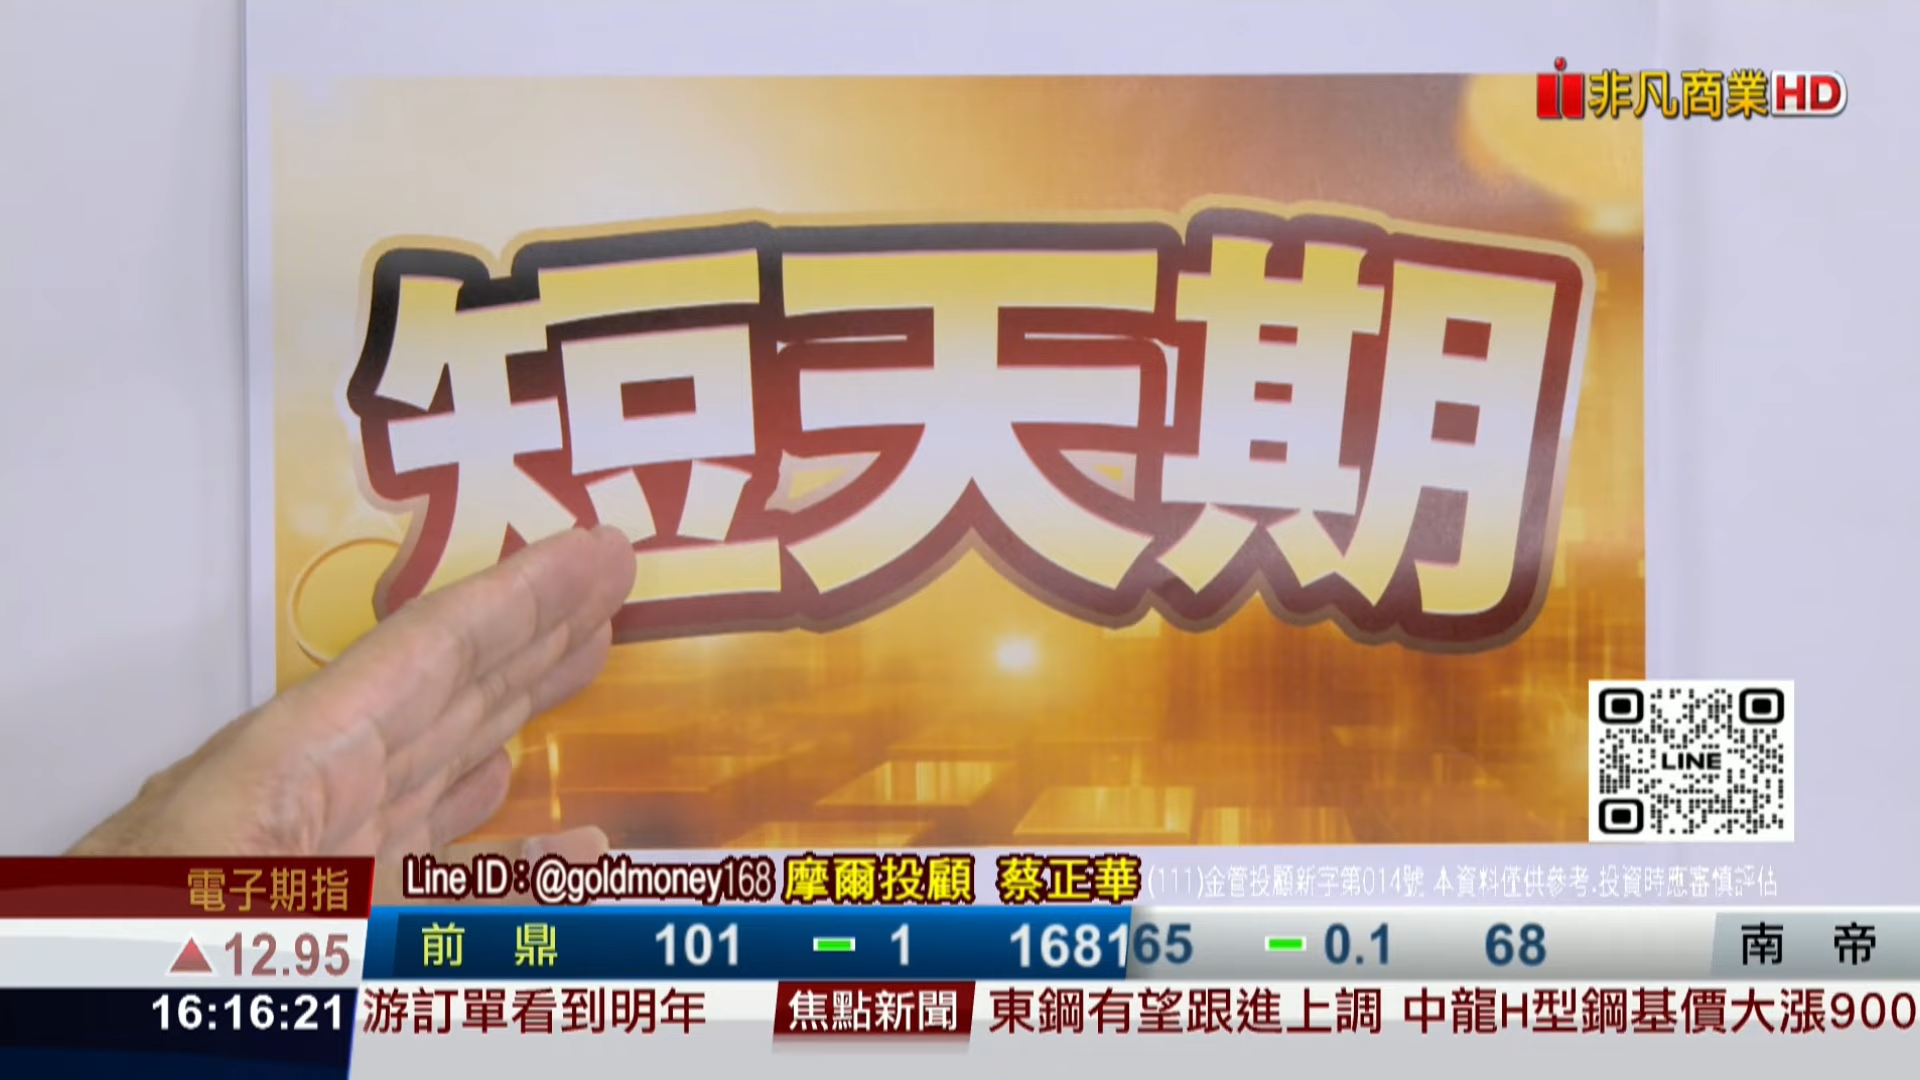 非凡商業HD
短天期
LINE
電子期指
Line ID：@goldmoney168 摩爾投顧 蔡正華 (111)金管投顧新字第014號 本資料僅供參考.投資時應審慎評估
▲12.95
前鼎 101 1 1681
65 0.1 68 南帝
16:16:21
游訂單看到明年 焦點新聞 東鋼有望跟進上調 中龍H型鋼基價大漲900